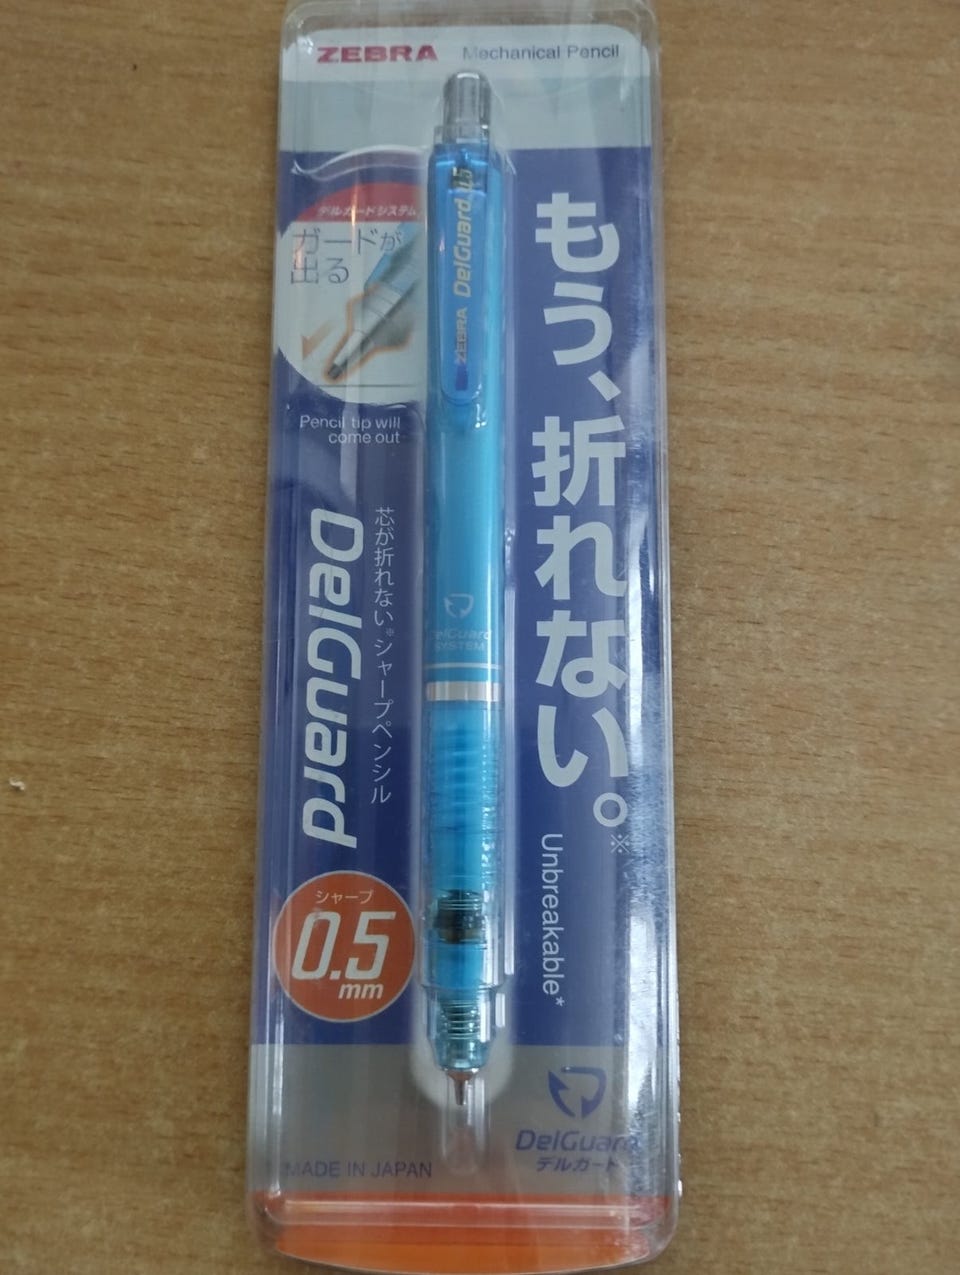 ZEBRA Mechanical Pencil
デルガードシステム
ガードが
出る
Pencil tip will
come out
ZEBRA DelGuard 0.5
もう、折れない。※
Unbreakable*
芯が折れない※シャープペンシル
DelGuard
DelGuard
SYSTEM
シャープ
0.5
mm
DelGuard
デルガード
MADE IN JAPAN